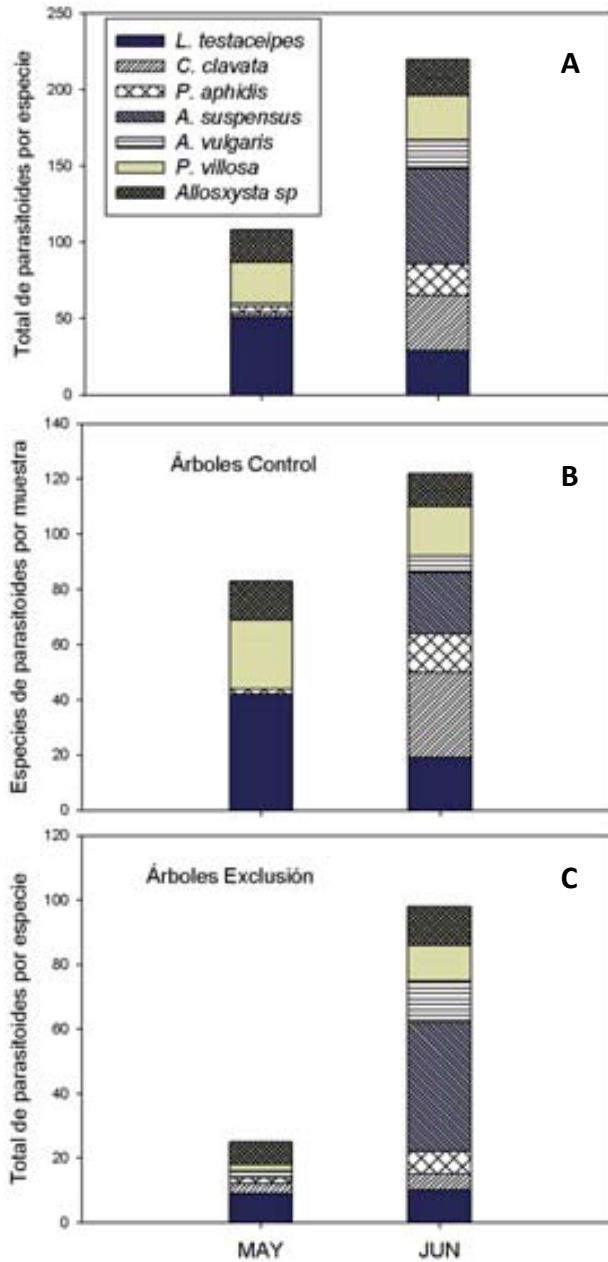 250
200
150
100
50
0
Total de parasitoides por especie
L. testaceipes
C. clavata
P. aphidis
A. suspensus
A. vulgaris
P. villosa
Allosxysta sp
A
140
120
100
80
60
40
20
0
Especies de parasitoides por muestra
Árboles Control
B
120
100
80
60
40
20
0
Total de parasitoides por especie
Árboles Exclusión
C
MAY JUN